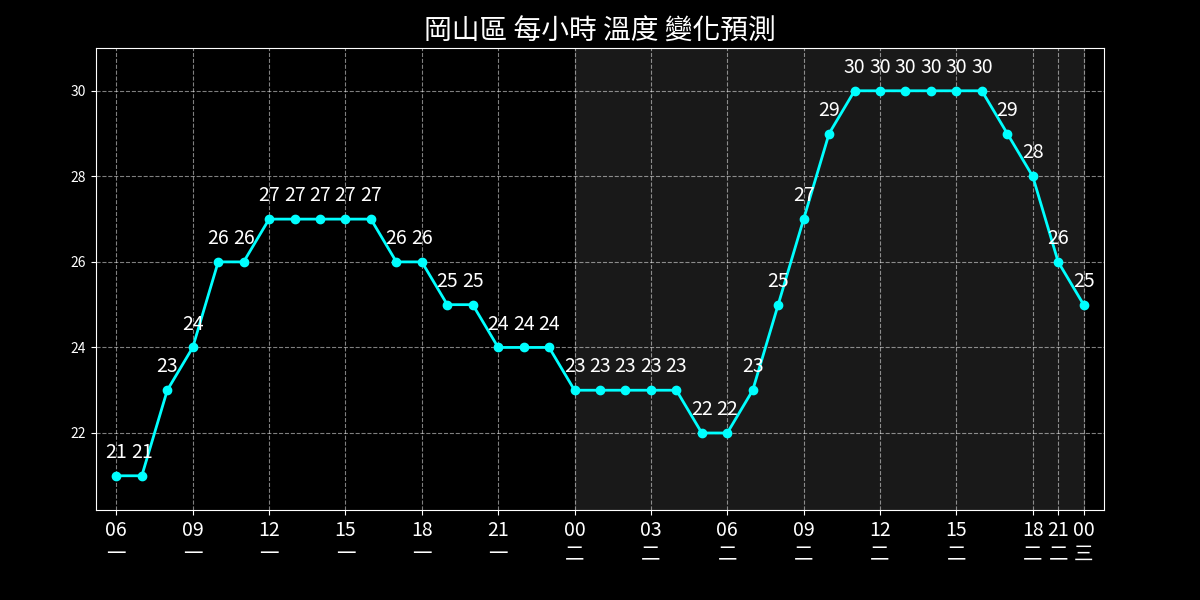 岡山區 每小時 溫度 變化預測
30 30 30 30 30 30
30
29 29
28
28
27 27 27 27 27 27
26 26 26 26 26
26
25 25 25 25
24 24 24 24
24
23 23 23 23 23 23 23
22 22
22
21 21
06 09 12 15 18 21 00 03 06 09 12 15 18 21 00
一 一 一 一 一 一 二 二 二 二 二 二 二 二 三